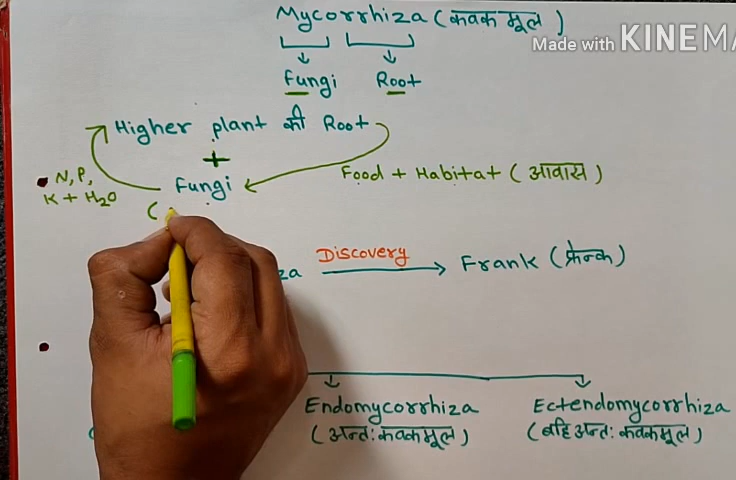 Mycorrhiza (कवक मूल)
Made with KINEMA
Fungi Root
Higher plant की Root
+
Fungi
N, P,
K + H2O
Food + Habitat (आवास)
(
za Discovery Frank (फ्रेन्क)
Endomycorrhiza Ectendomycorrhiza
(अन्तः कवकमूल) (बहिअन्तः कवकमूल)